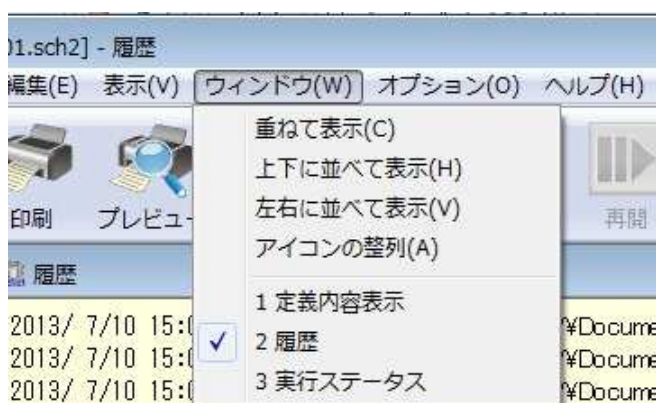 01.sch2] - 履歴
編集(E) 表示(V) ウィンドウ(W) オプション(O) ヘルプ(H)
重ねて表示(C)
上下に並べて表示(H)
左右に並べて表示(V)
アイコンの整列(A)
印刷 プレビュー 再開
履歴
1 定義内容表示
2 履歴
3 実行ステータス
2013/ 7/10 15:0 ¥Docume
2013/ 7/10 15:0 ¥Docume
2013/ 7/10 15:0 ¥Docume